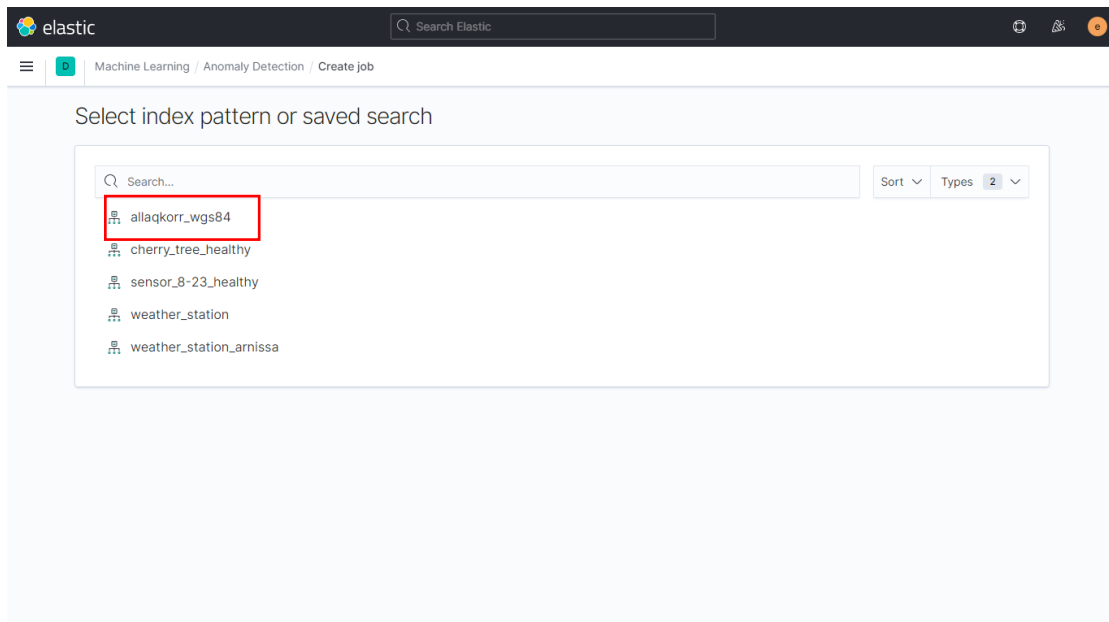 elastic
Search Elastic
e
D
Machine Learning / Anomaly Detection / Create job
Select index pattern or saved search
Search...
Sort
Types 2
allaqkorr_wgs84
cherry_tree_healthy
sensor_8-23_healthy
weather_station
weather_station_arnissa